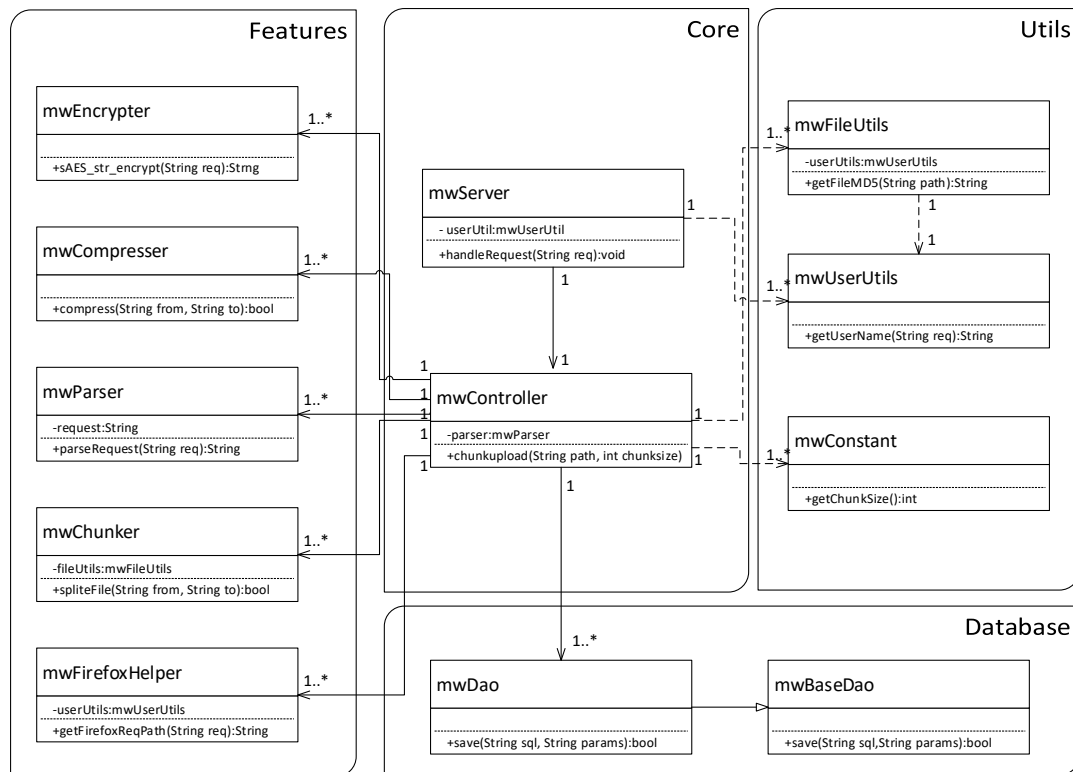 Features
mwEncrypter
+sAES_str_encrypt(String req):Strng
1..*
mwCompresser
+compress(String from, String to):bool
1..*
mwParser
-request:String
+parseRequest(String req):String
1..*
mwChunker
-fileUtils:mwFileUtils
+spliteFile(String from, String to):bool
1..*
mwFirefoxHelper
-userUtils:mwUserUtils
+getFirefoxReqPath(String req):String
1..*
Core
mwServer
- userUtil:mwUserUtil
+handleRequest(String req):void
1
1
1
1
1
1
1
1
mwController
-parser:mwParser
+chunkupload(String path, int chunksize)
1
1
1
1..*
Utils
mwFileUtils
-userUtils:mwUserUtils
+getFileMD5(String path):String
1..*
1
1
mwUserUtils
+getUserName(String req):String
1..*
mwConstant
+getChunkSize():int
1..*
Database
mwDao
+save(String sql, String params):bool
mwBaseDao
+save(String sql,String params):bool